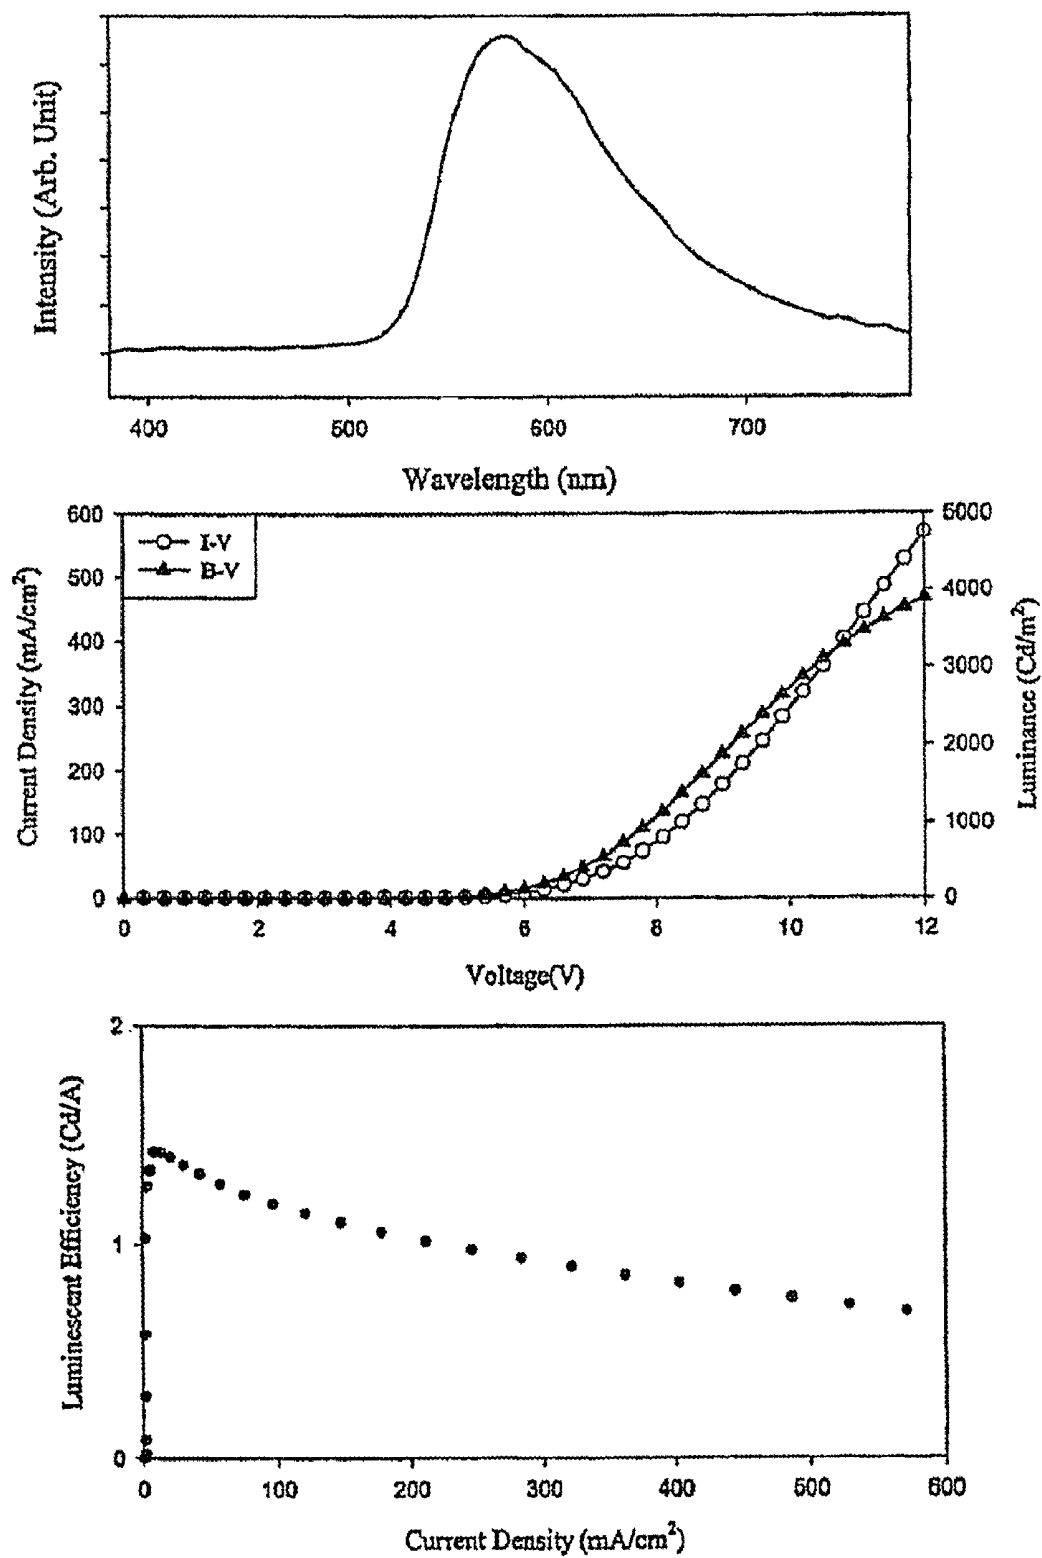 Intensity (Arb. Unit)
400 500 600 700
Wavelength (nm)
600
500
400
300
200
100
0
Current Density (mA/cm²)
I-V
B-V
5000
4000
3000
2000
1000
0
Luminance (Cd/m²)
0 2 4 6 8 10 12
Voltage(V)
2
1
0
Luminescent Efficiency (Cd/A)
0 100 200 300 400 500 600
Current Density (mA/cm²)